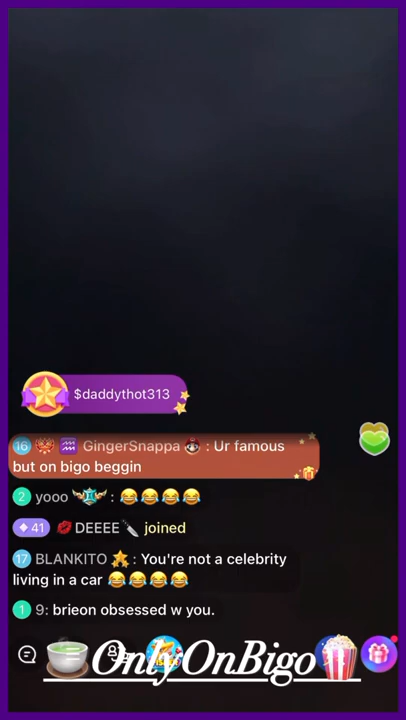 $daddythot313
16 GingerSnappa : Ur famous
but on bigo beggin
2 yooo : 😂😂😂😂
41 💋DEEEE🔪 joined
17 BLANKITO : You're not a celebrity
living in a car 😂😂😂😂
1 9: brieon obsessed w you.
OnlyOnBigo